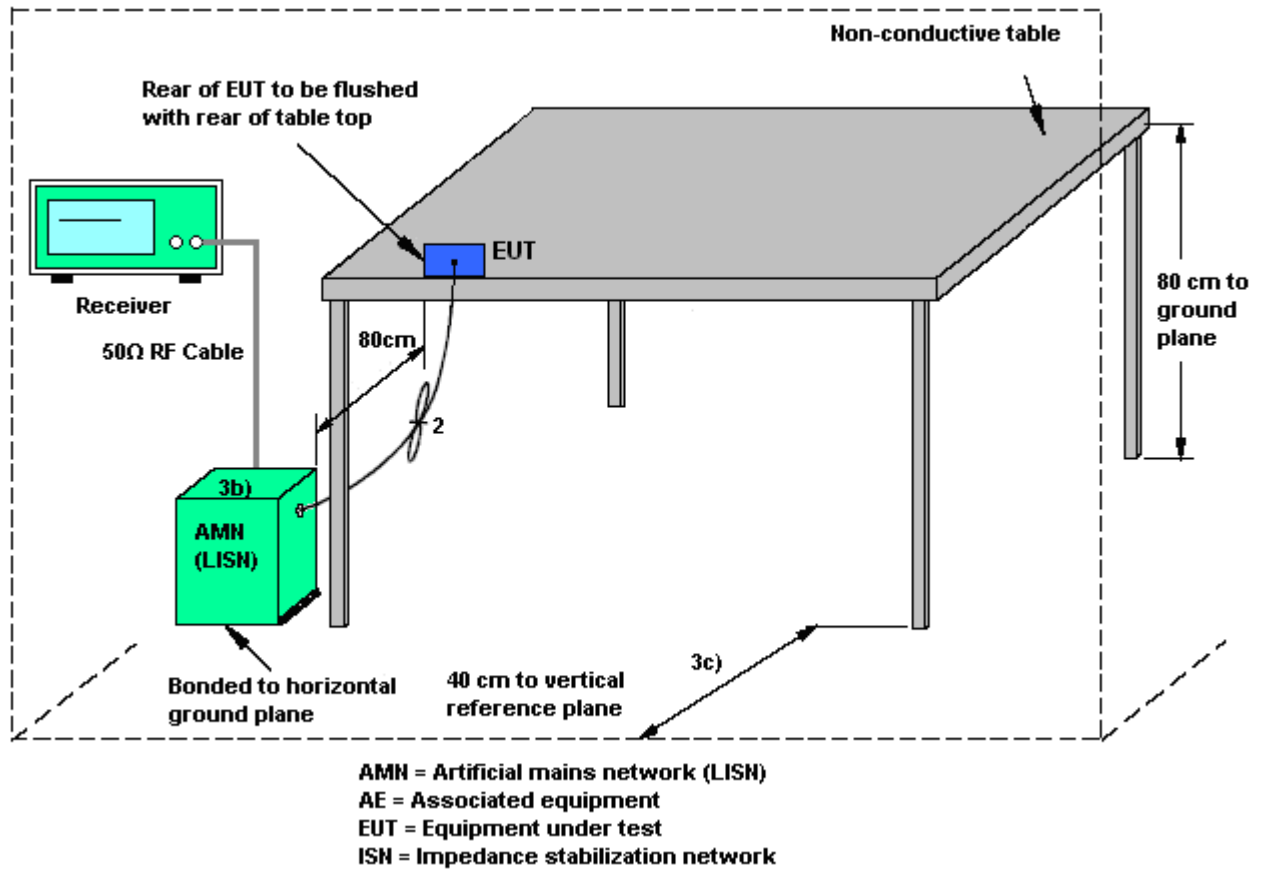 Non-conductive table
Rear of EUT to be flushed
with rear of table top
EUT
Receiver
80 cm to
ground
plane
80cm
50Ω RF Cable
2
3b)
AMN
(LISN)
3c)
Bonded to horizontal
ground plane
40 cm to vertical
reference plane
AMN = Artificial mains network (LISN)
AE = Associated equipment
EUT = Equipment under test
ISN = Impedance stabilization network